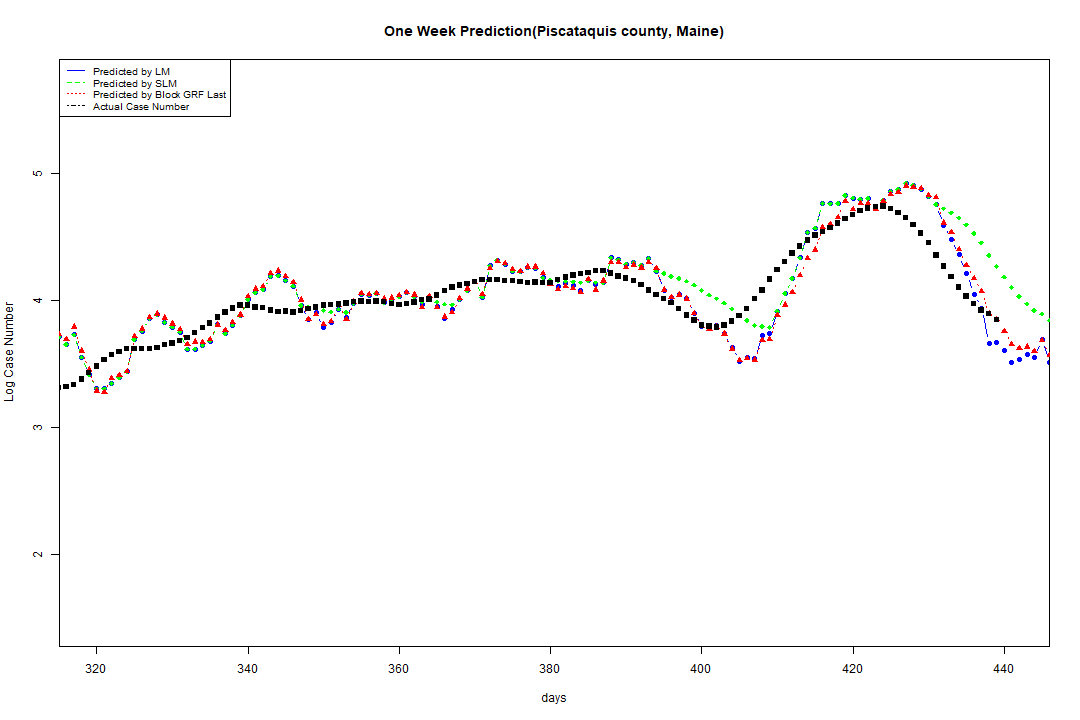 One Week Prediction(Piscataquis county, Maine)
Predicted by LM
Predicted by SLM
Predicted by Block GRF Last
Actual Case Number
5
4
3
2
Log Case Number
320 340 360 380 400 420 440
days